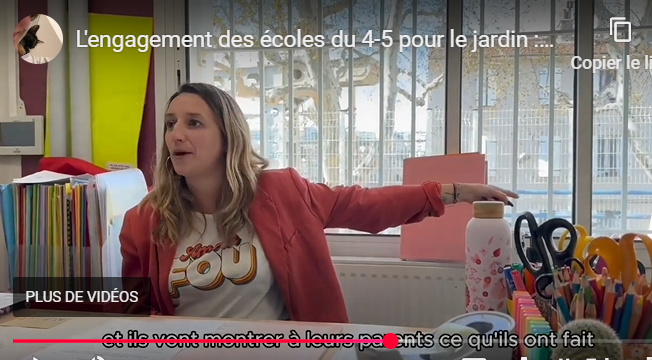 L'engagement des écoles du 4-5 pour le jardin :...
Copier le li
Amour
FOU
PLUS DE VIDÉOS
et ils vont montrer à leurs parents ce qu'ils ont fait